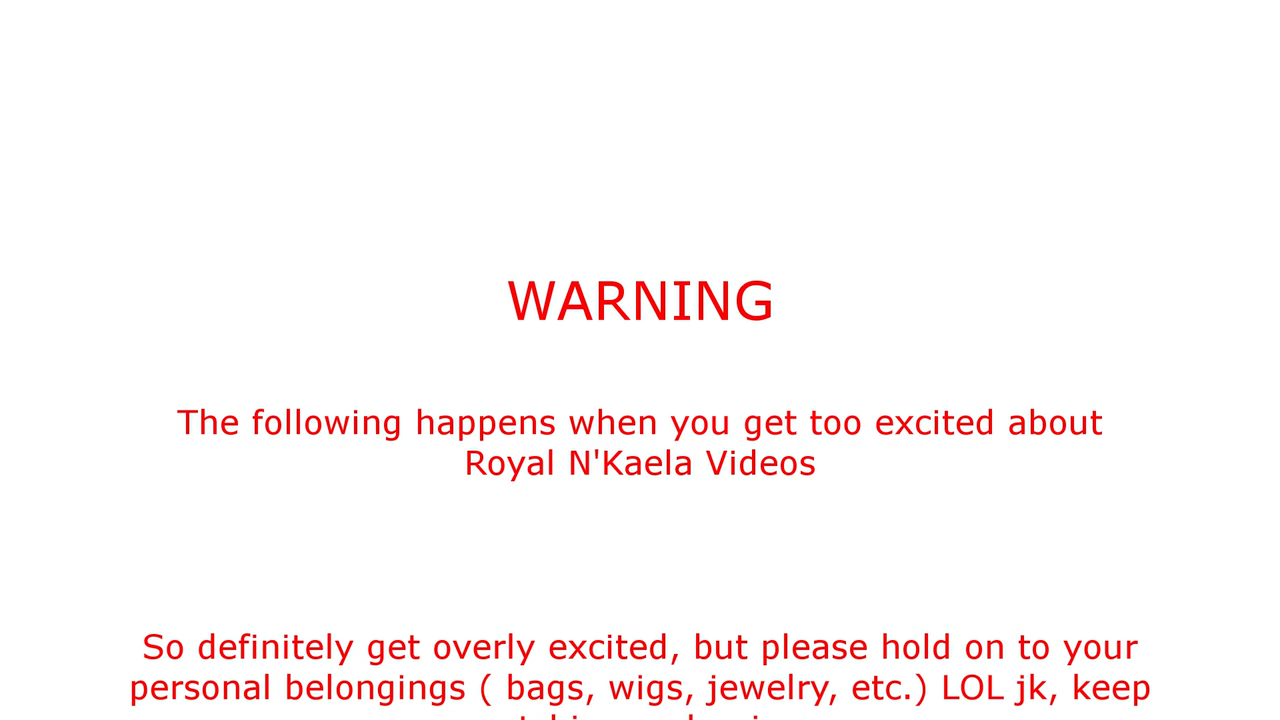 WARNING
The following happens when you get too excited about
Royal N'Kaela Videos
So definitely get overly excited, but please hold on to your
personal belongings ( bags, wigs, jewelry, etc.) LOL jk, keep